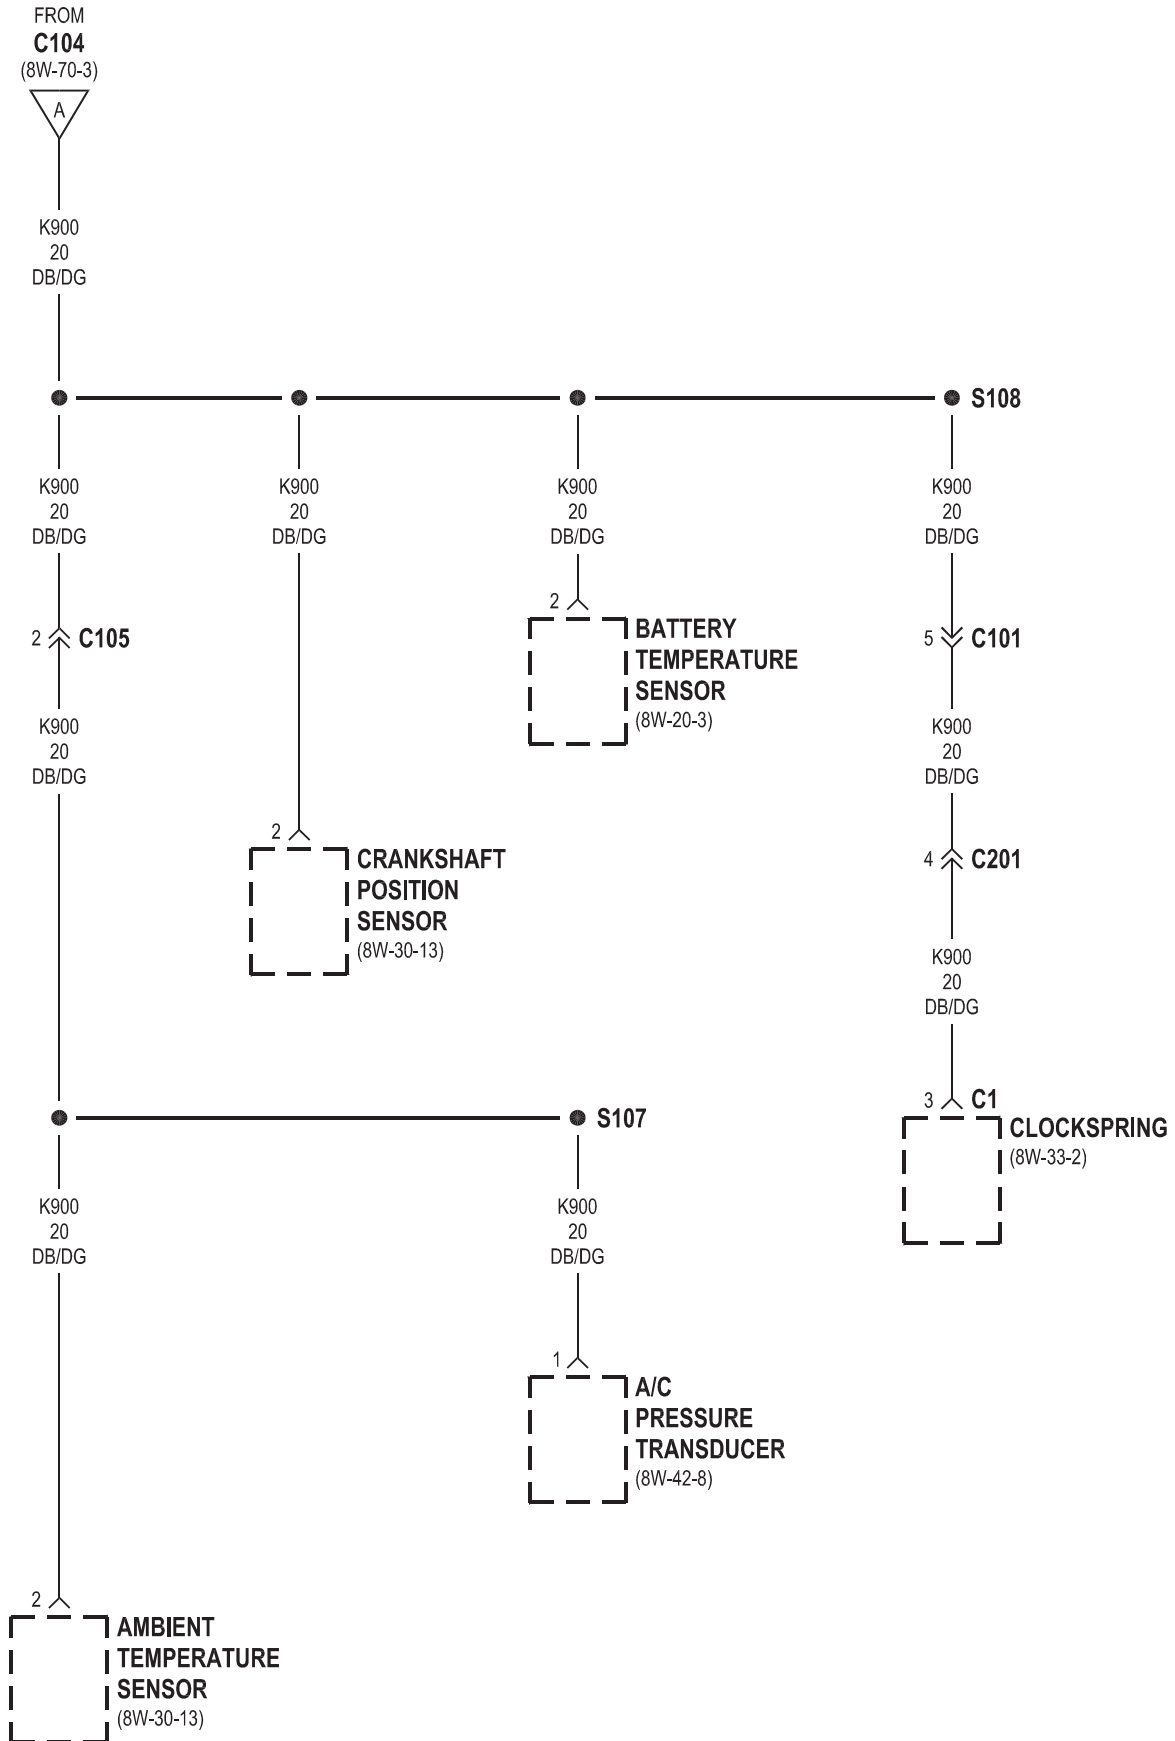 FROM
C104
(8W-70-3)
A
K900
20
DB/DG
S108
K900
20
DB/DG
K900
20
DB/DG
K900
20
DB/DG
K900
20
DB/DG
2 C105
2
BATTERY
TEMPERATURE
SENSOR
(8W-20-3)
5 C101
K900
20
DB/DG
K900
20
DB/DG
2
CRANKSHAFT
POSITION
SENSOR
(8W-30-13)
4 C201
K900
20
DB/DG
3 C1
CLOCKSPRING
(8W-33-2)
S107
K900
20
DB/DG
K900
20
DB/DG
1
A/C
PRESSURE
TRANSDUCER
(8W-42-8)
2
AMBIENT
TEMPERATURE
SENSOR
(8W-30-13)